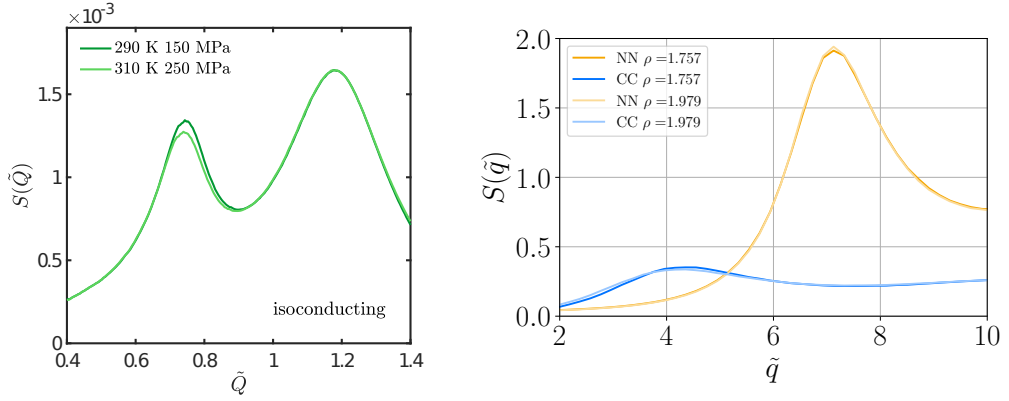 ×10⁻³
290 K 150 MPa
310 K 250 MPa
1.5
1
0.5
0
S(Q̃)
isoconducting
0.4 0.6 0.8 1 1.2 1.4
Q̃
NN ρ =1.757
CC ρ =1.757
NN ρ =1.979
CC ρ =1.979
2.0
1.5
1.0
0.5
0.0
S(q̃)
2 4 6 8 10
q̃